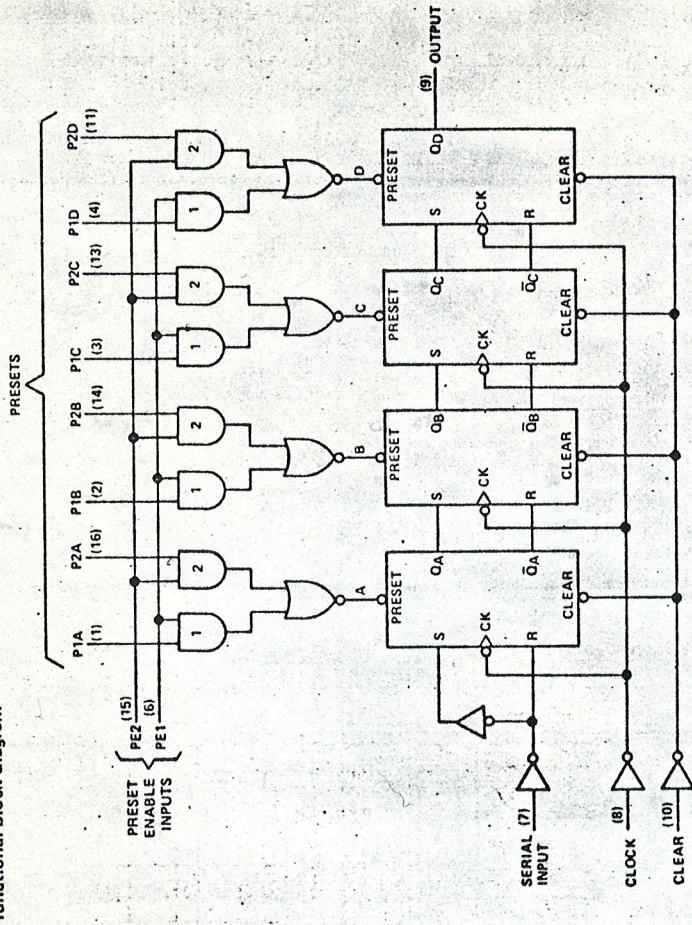 functional block diagram
PRESETS
P1A P2A P1B P2B P1C P2C P1D P2D
(1) (16) (2) (14) (3) (13) (4) (11)
PRESET ENABLE INPUTS
PE2 (15)
PE1 (6)
1 2 1 2 1 2 1 2
A B C D
PRESET PRESET PRESET PRESET
S QA S QB S QC S QD (9) OUTPUT
CK CK CK CK
R Q̅A R Q̅B R Q̅C R
CLEAR CLEAR CLEAR CLEAR
SERIAL INPUT (7)
CLOCK (8)
CLEAR (10)